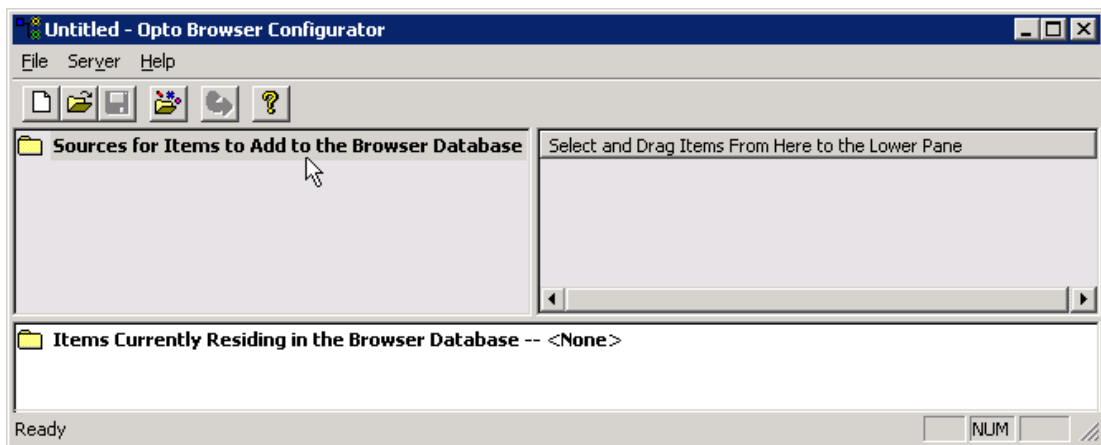 Untitled - Opto Browser Configurator
File Server Help
Sources for Items to Add to the Browser Database
Select and Drag Items From Here to the Lower Pane
Items Currently Residing in the Browser Database -- <None>
Ready
NUM